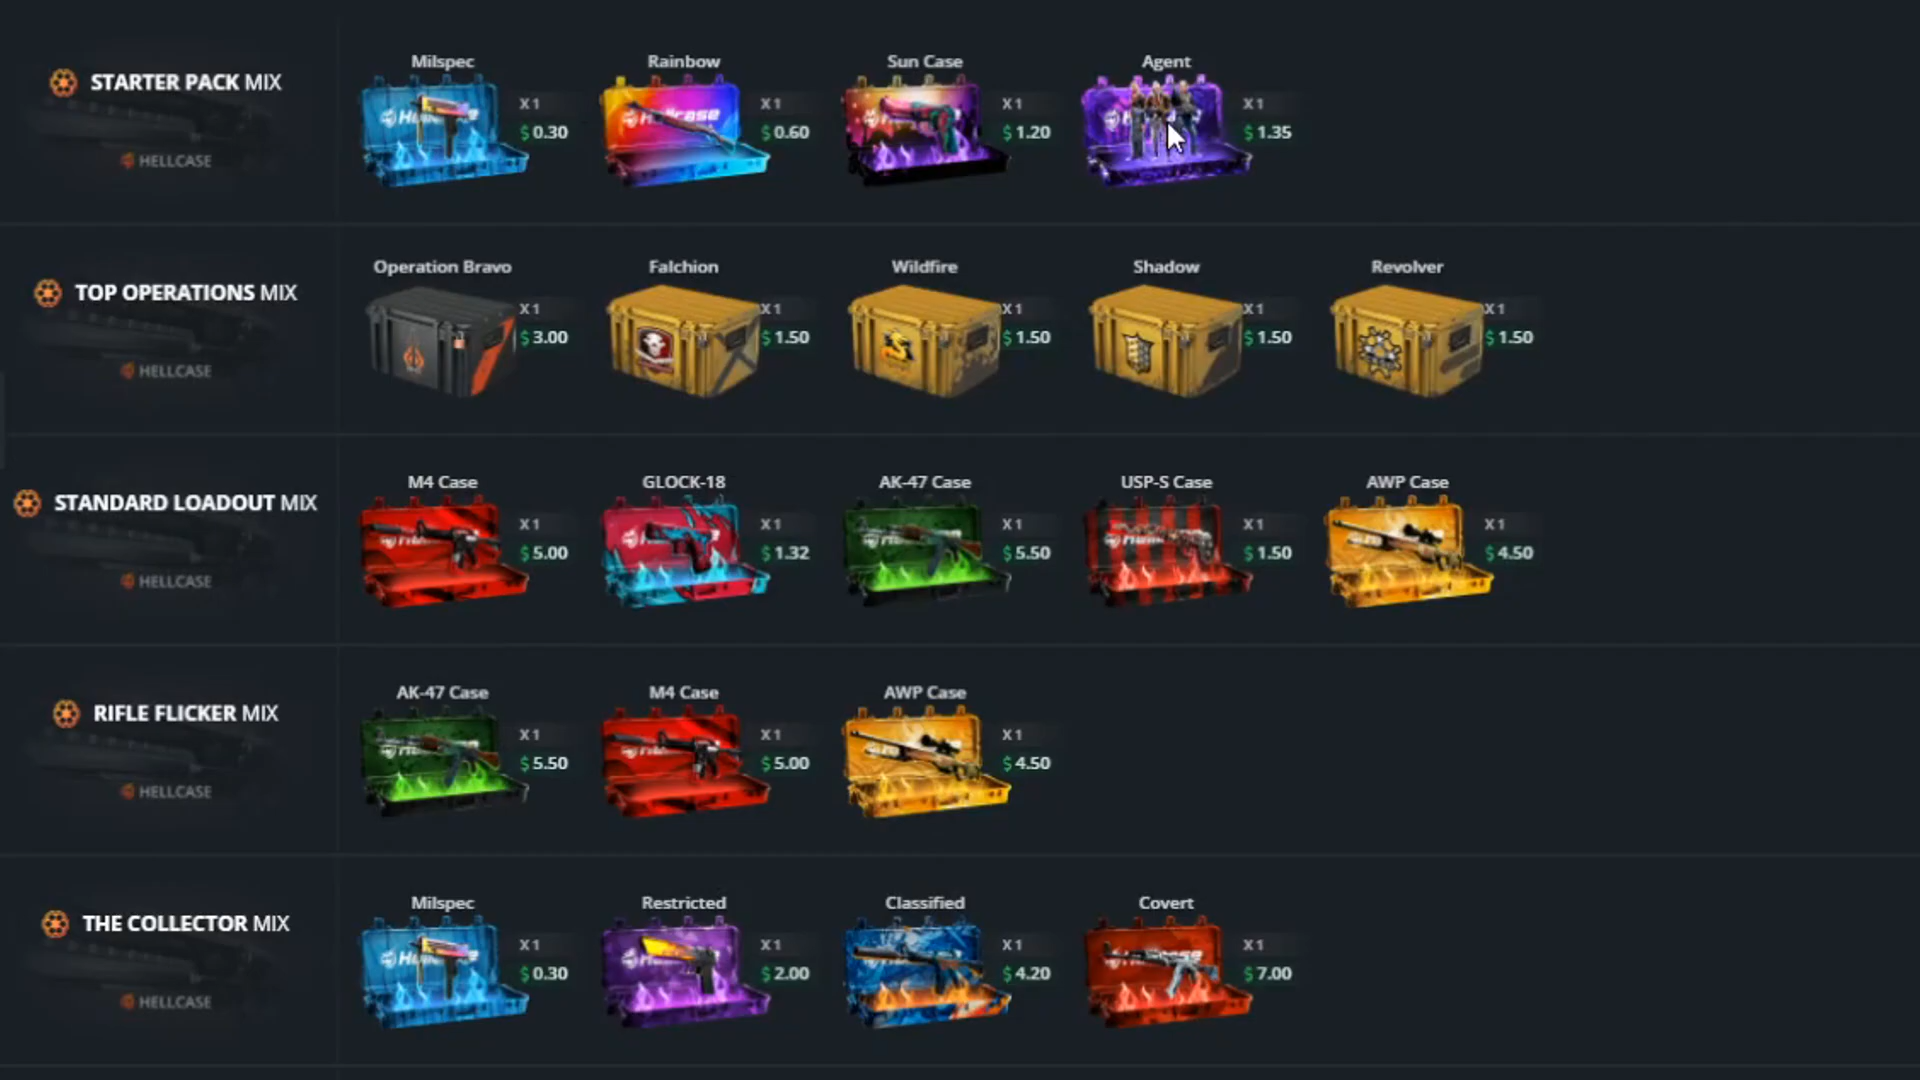 STARTER PACK MIX
HELLCASE
Milspec
X1
$ 0.30
Rainbow
X1
$ 0.60
Sun Case
X1
$ 1.20
Agent
X1
$ 1.35
TOP OPERATIONS MIX
HELLCASE
Operation Bravo
X1
$ 3.00
Falchion
X1
$ 1.50
Wildfire
X1
$ 1.50
Shadow
X1
$ 1.50
Revolver
X1
$ 1.50
STANDARD LOADOUT MIX
HELLCASE
M4 Case
X1
$ 5.00
GLOCK-18
X1
$ 1.32
AK-47 Case
X1
$ 5.50
USP-S Case
X1
$ 1.50
AWP Case
X1
$ 4.50
RIFLE FLICKER MIX
HELLCASE
AK-47 Case
X1
$ 5.50
M4 Case
X1
$ 5.00
AWP Case
X1
$ 4.50
THE COLLECTOR MIX
HELLCASE
Milspec
X1
$ 0.30
Restricted
X1
$ 2.00
Classified
X1
$ 4.20
Covert
X1
$ 7.00